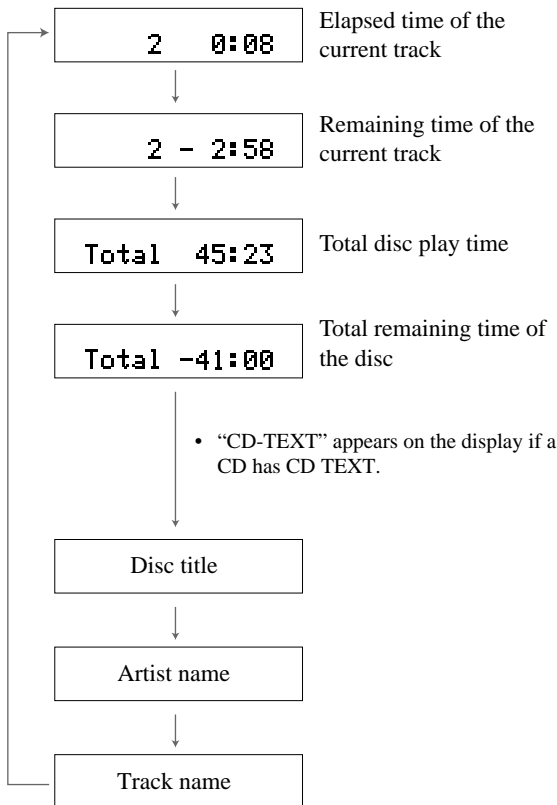 2 0:08
Elapsed time of the
current track
2 - 2:58
Remaining time of the
current track
Total 45:23
Total disc play time
Total -41:00
Total remaining time of
the disc
• “CD-TEXT” appears on the display if a
CD has CD TEXT.
Disc title
Artist name
Track name